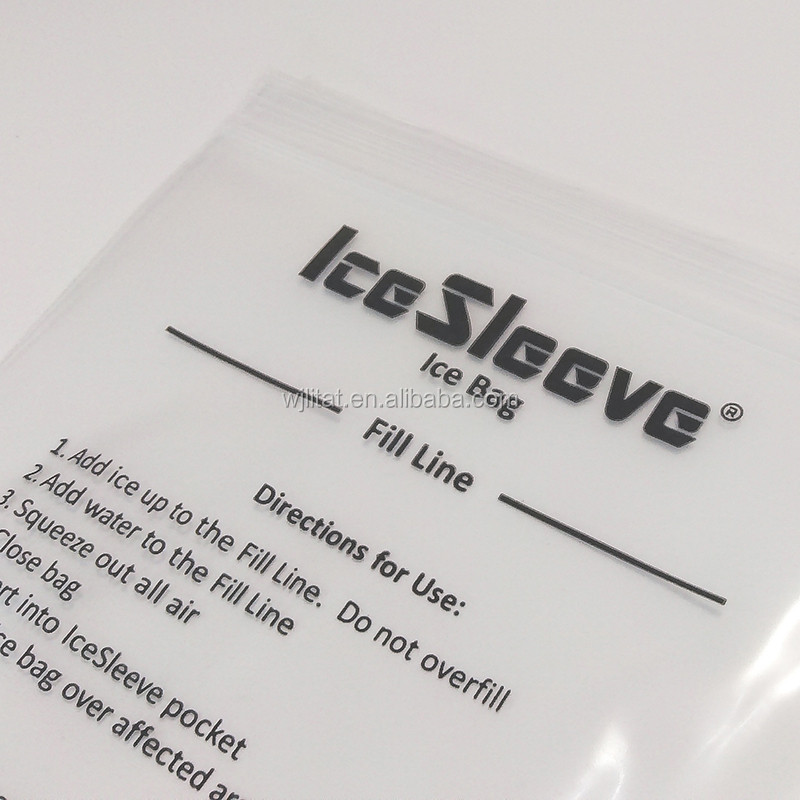 IceSleeve®
Ice Bag
wjlitat.en.alibaba.com
Fill Line
Directions for Use:
1. Add ice up to the Fill Line. Do not overfill
2. Add water to the Fill Line
3. Squeeze out all air
Close bag
into IceSleeve pocket
bag over affected